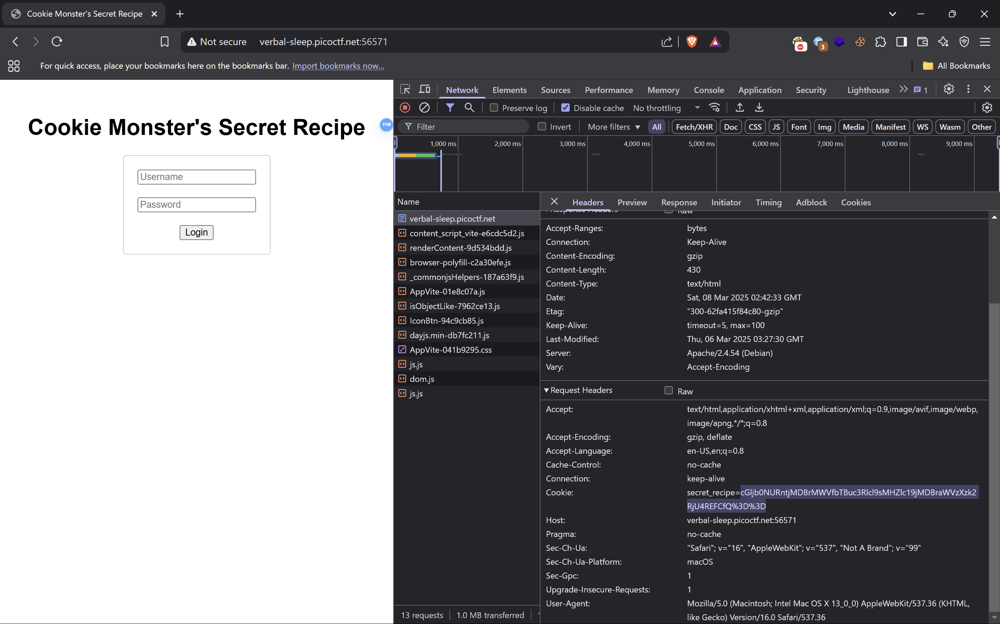 Cookie Monster's Secret Recipe
Not secure verbal-sleep.picoctf.net:56571
3
For quick access, place your bookmarks here on the bookmarks bar. Import bookmarks now...
All Bookmarks
Cookie Monster's Secret Recipe
11M
Username
Password
Login
Network Elements Sources Performance Memory Console Application Security Lighthouse 1
Preserve log Disable cache No throttling
Filter Invert More filters All Fetch/XHR Doc CSS JS Font Img Media Manifest WS Wasm Other
1,000 ms 2,000 ms 3,000 ms 4,000 ms 5,000 ms 6,000 ms 7,000 ms 8,000 ms 9,000 ms
Name
verbal-sleep.picoctf.net
content_script_vite-e6cdc5d2.js
renderContent-9d534bdd.js
browser-polyfill-c2a30efe.js
_commonjsHelpers-187a63f9.js
AppVite-01e8c07a.js
isObjectLike-7962ce13.js
IconBtn-94c9cb85.js
dayjs.min-db7fc211.js
AppVite-041b9295.css
js.js
dom.js
js.js
13 requests 1.0 MB transferred
Headers Preview Response Initiator Timing Adblock Cookies
Response Headers Raw
Accept-Ranges: bytes
Connection: Keep-Alive
Content-Encoding: gzip
Content-Length: 430
Content-Type: text/html
Date: Sat, 08 Mar 2025 02:42:33 GMT
Etag: "300-62fa415f84c80-gzip"
Keep-Alive: timeout=5, max=100
Last-Modified: Thu, 06 Mar 2025 03:27:30 GMT
Server: Apache/2.4.54 (Debian)
Vary: Accept-Encoding
Request Headers Raw
Accept: text/html,application/xhtml+xml,application/xml;q=0.9,image/avif,image/webp,
image/apng,*/*;q=0.8
Accept-Encoding: gzip, deflate
Accept-Language: en-US,en;q=0.8
Cache-Control: no-cache
Connection: keep-alive
Cookie: secret_recipe=cGljb0NURntjMDBrMWVfbTBuc3Rlcl9sMHZlc19jMDBraWVzXzk2
RjU4REFCfQ%3D%3D
Host: verbal-sleep.picoctf.net:56571
Pragma: no-cache
Sec-Ch-Ua: "Safari"; v="16", "AppleWebKit"; v="537", "Not A Brand"; v="99"
Sec-Ch-Ua-Platform: macOS
Sec-Gpc: 1
Upgrade-Insecure-Requests: 1
User-Agent: Mozilla/5.0 (Macintosh; Intel Mac OS X 13_0_0) AppleWebKit/537.36 (KHTML,
like Gecko) Version/16.0 Safari/537.36